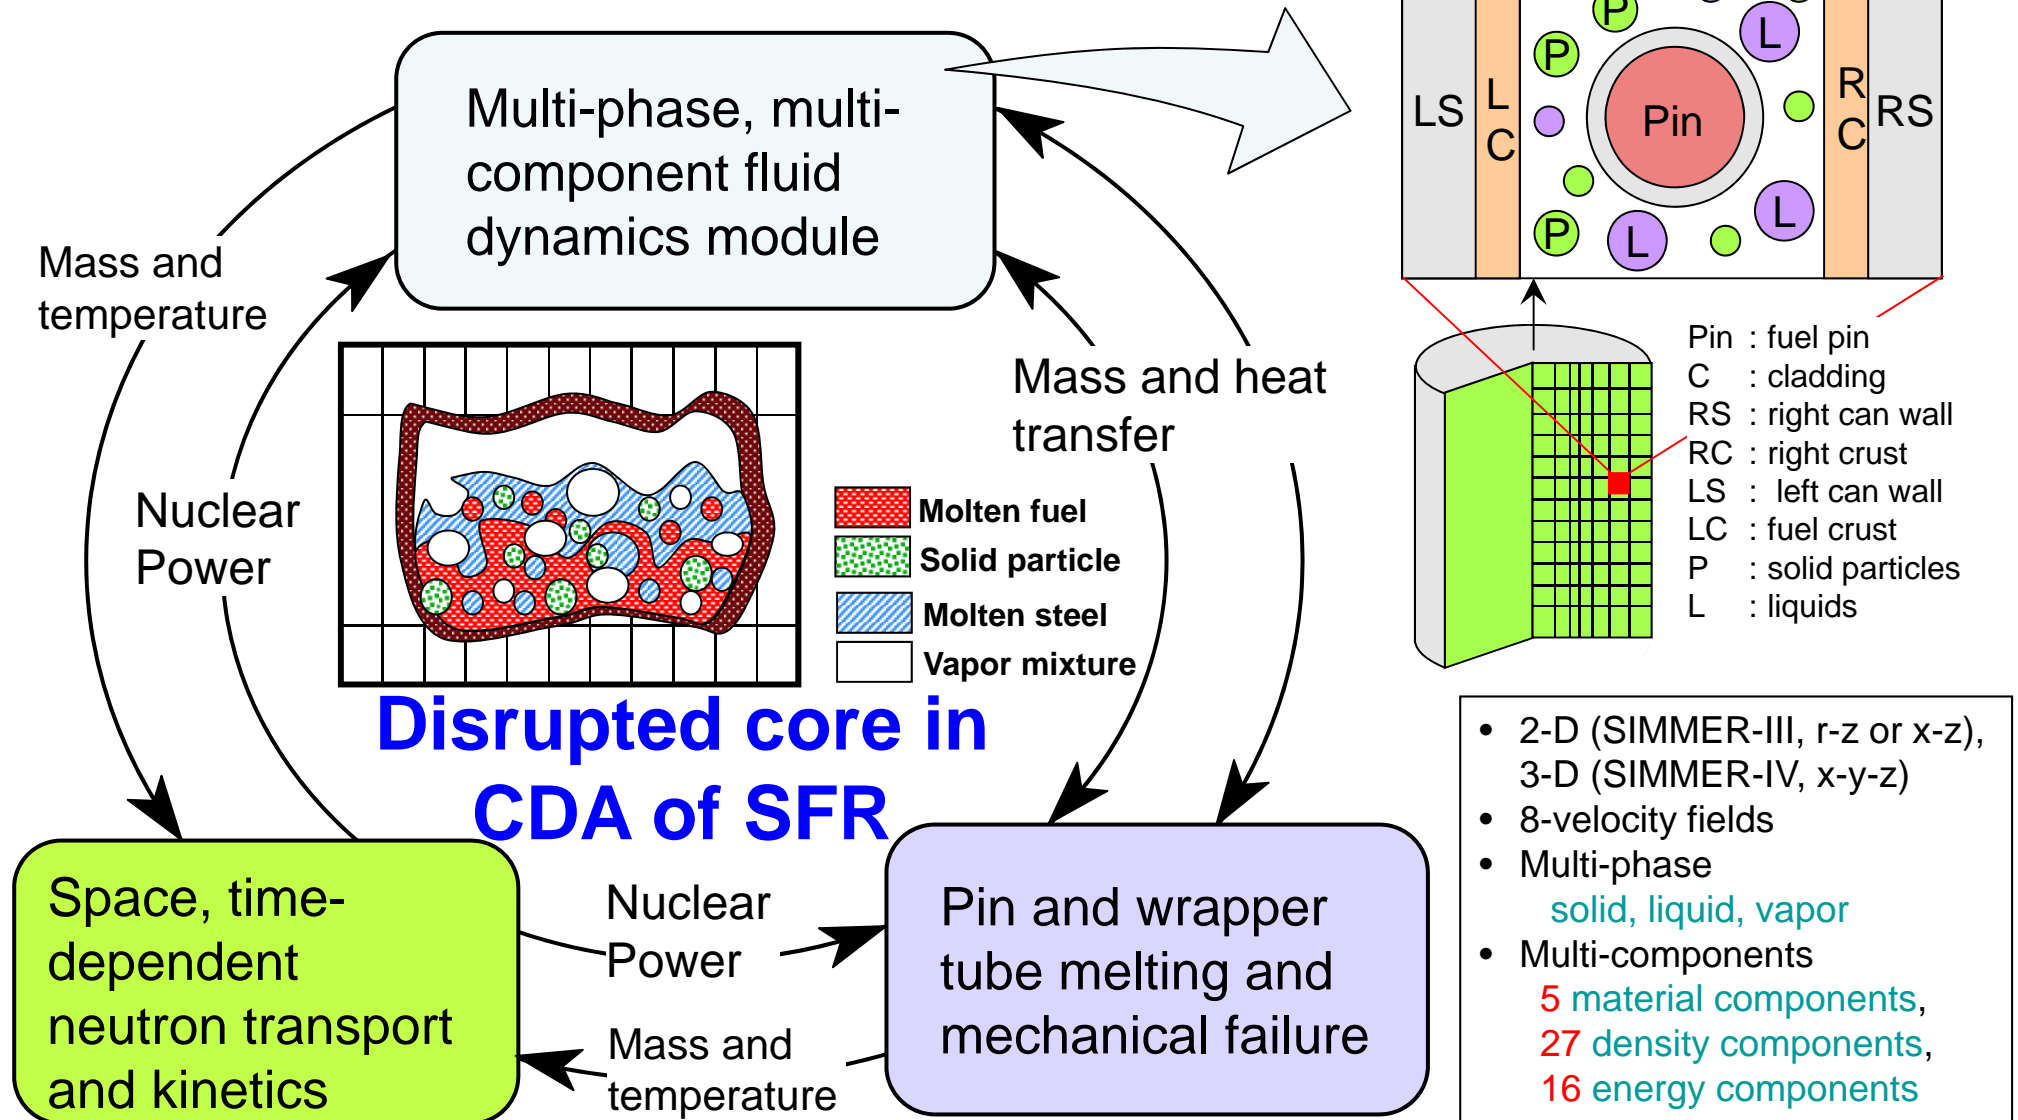 Multi-phase, multi-
component fluid
dynamics module
Mass and
temperature
Nuclear
Power
Mass and heat
transfer
Molten fuel
Solid particle
Molten steel
Vapor mixture
Disrupted core in
CDA of SFR
Space, time-
dependent
neutron transport
and kinetics
Nuclear
Power
Mass and
temperature
Pin and wrapper
tube melting and
mechanical failure
P
L
P
LS
L
C
Pin
R
C
RS
L
P
L
Pin : fuel pin
C : cladding
RS : right can wall
RC : right crust
LS : left can wall
LC : fuel crust
P : solid particles
L : liquids
• 2-D (SIMMER-III, r-z or x-z),
3-D (SIMMER-IV, x-y-z)
• 8-velocity fields
• Multi-phase
solid, liquid, vapor
• Multi-components
5 material components,
27 density components,
16 energy components